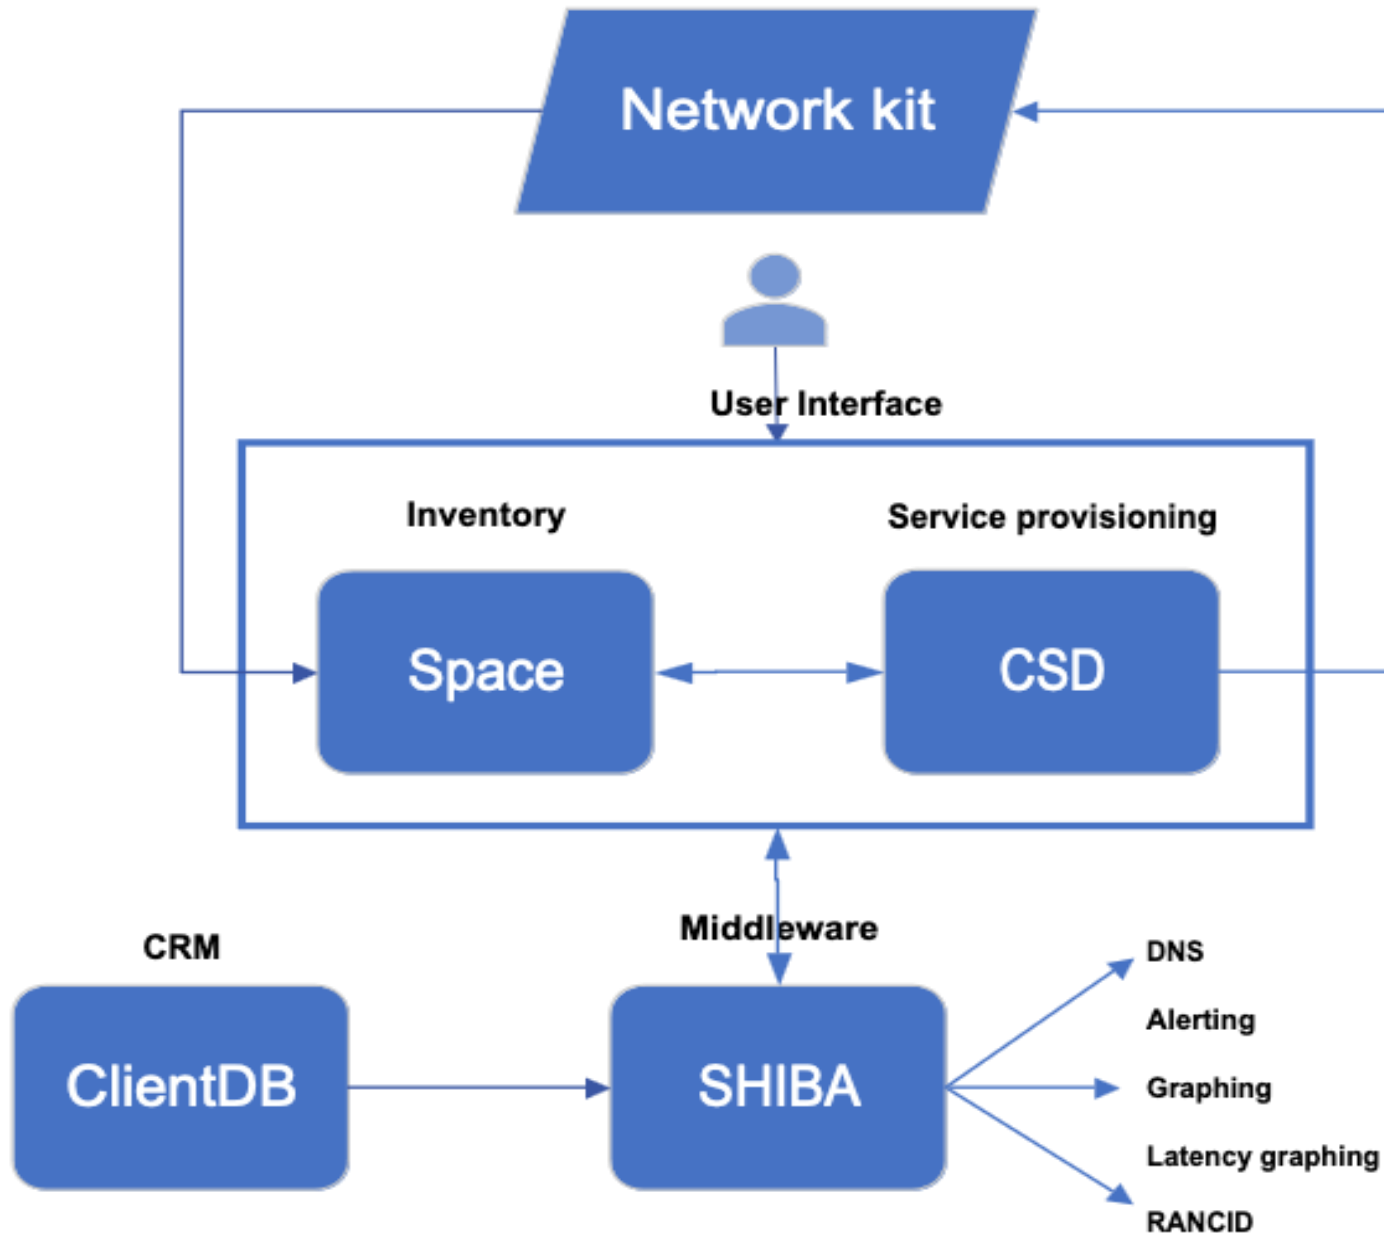 Network kit
User Interface
Inventory
Service provisioning
Space
CSD
Middleware
CRM
DNS
Alerting
ClientDB
SHIBA
Graphing
Latency graphing
RANCID